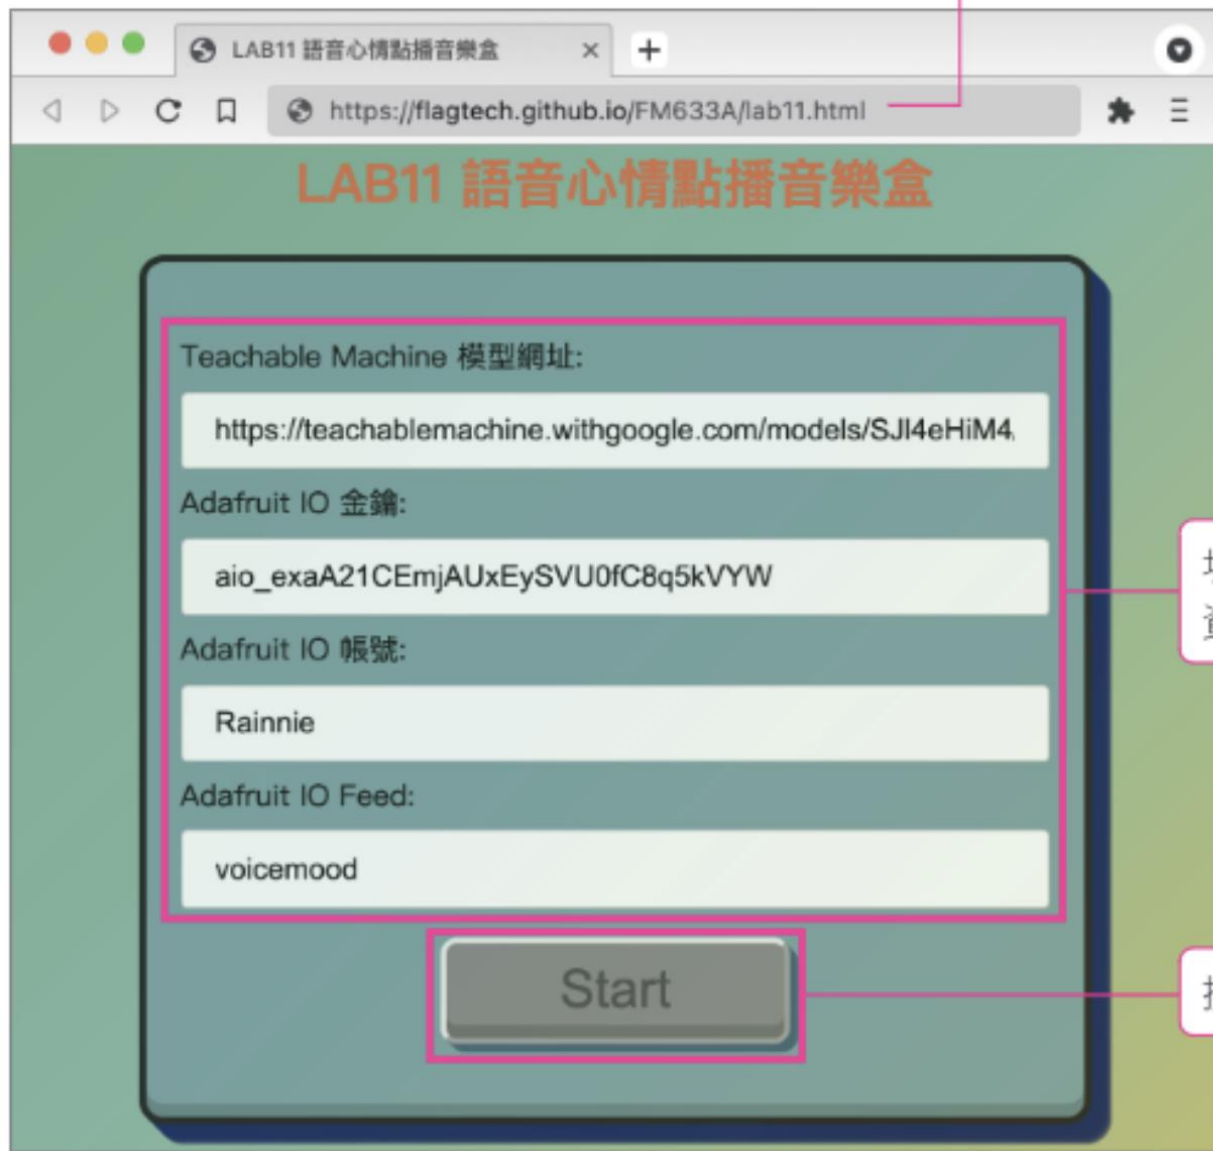 LAB11 語音心情點播音樂盒
https://flagtech.github.io/FM633A/lab11.html
LAB11 語音心情點播音樂盒
Teachable Machine 模型網址:
https://teachablemachine.withgoogle.com/models/SJI4eHiM4
Adafruit IO 金鑰:
aio_exaA21CEmjAUxEySVU0fC8q5kVYW
Adafruit IO 帳號:
Rainnie
Adafruit IO Feed:
voicemood
Start